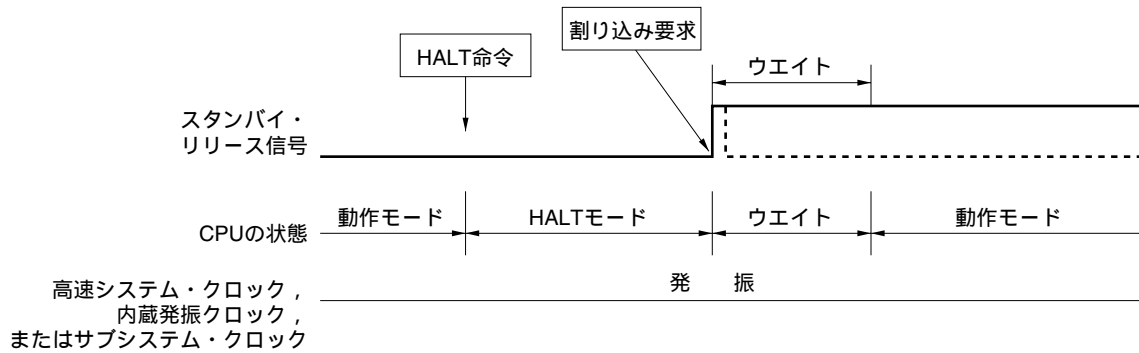 割り込み要求
HALT命令
ウエイト
スタンバイ・
リリース信号
動作モード
HALTモード
ウエイト
動作モード
CPUの状態
発　振
高速システム・クロック，
内蔵発振クロック，
またはサブシステム・クロック